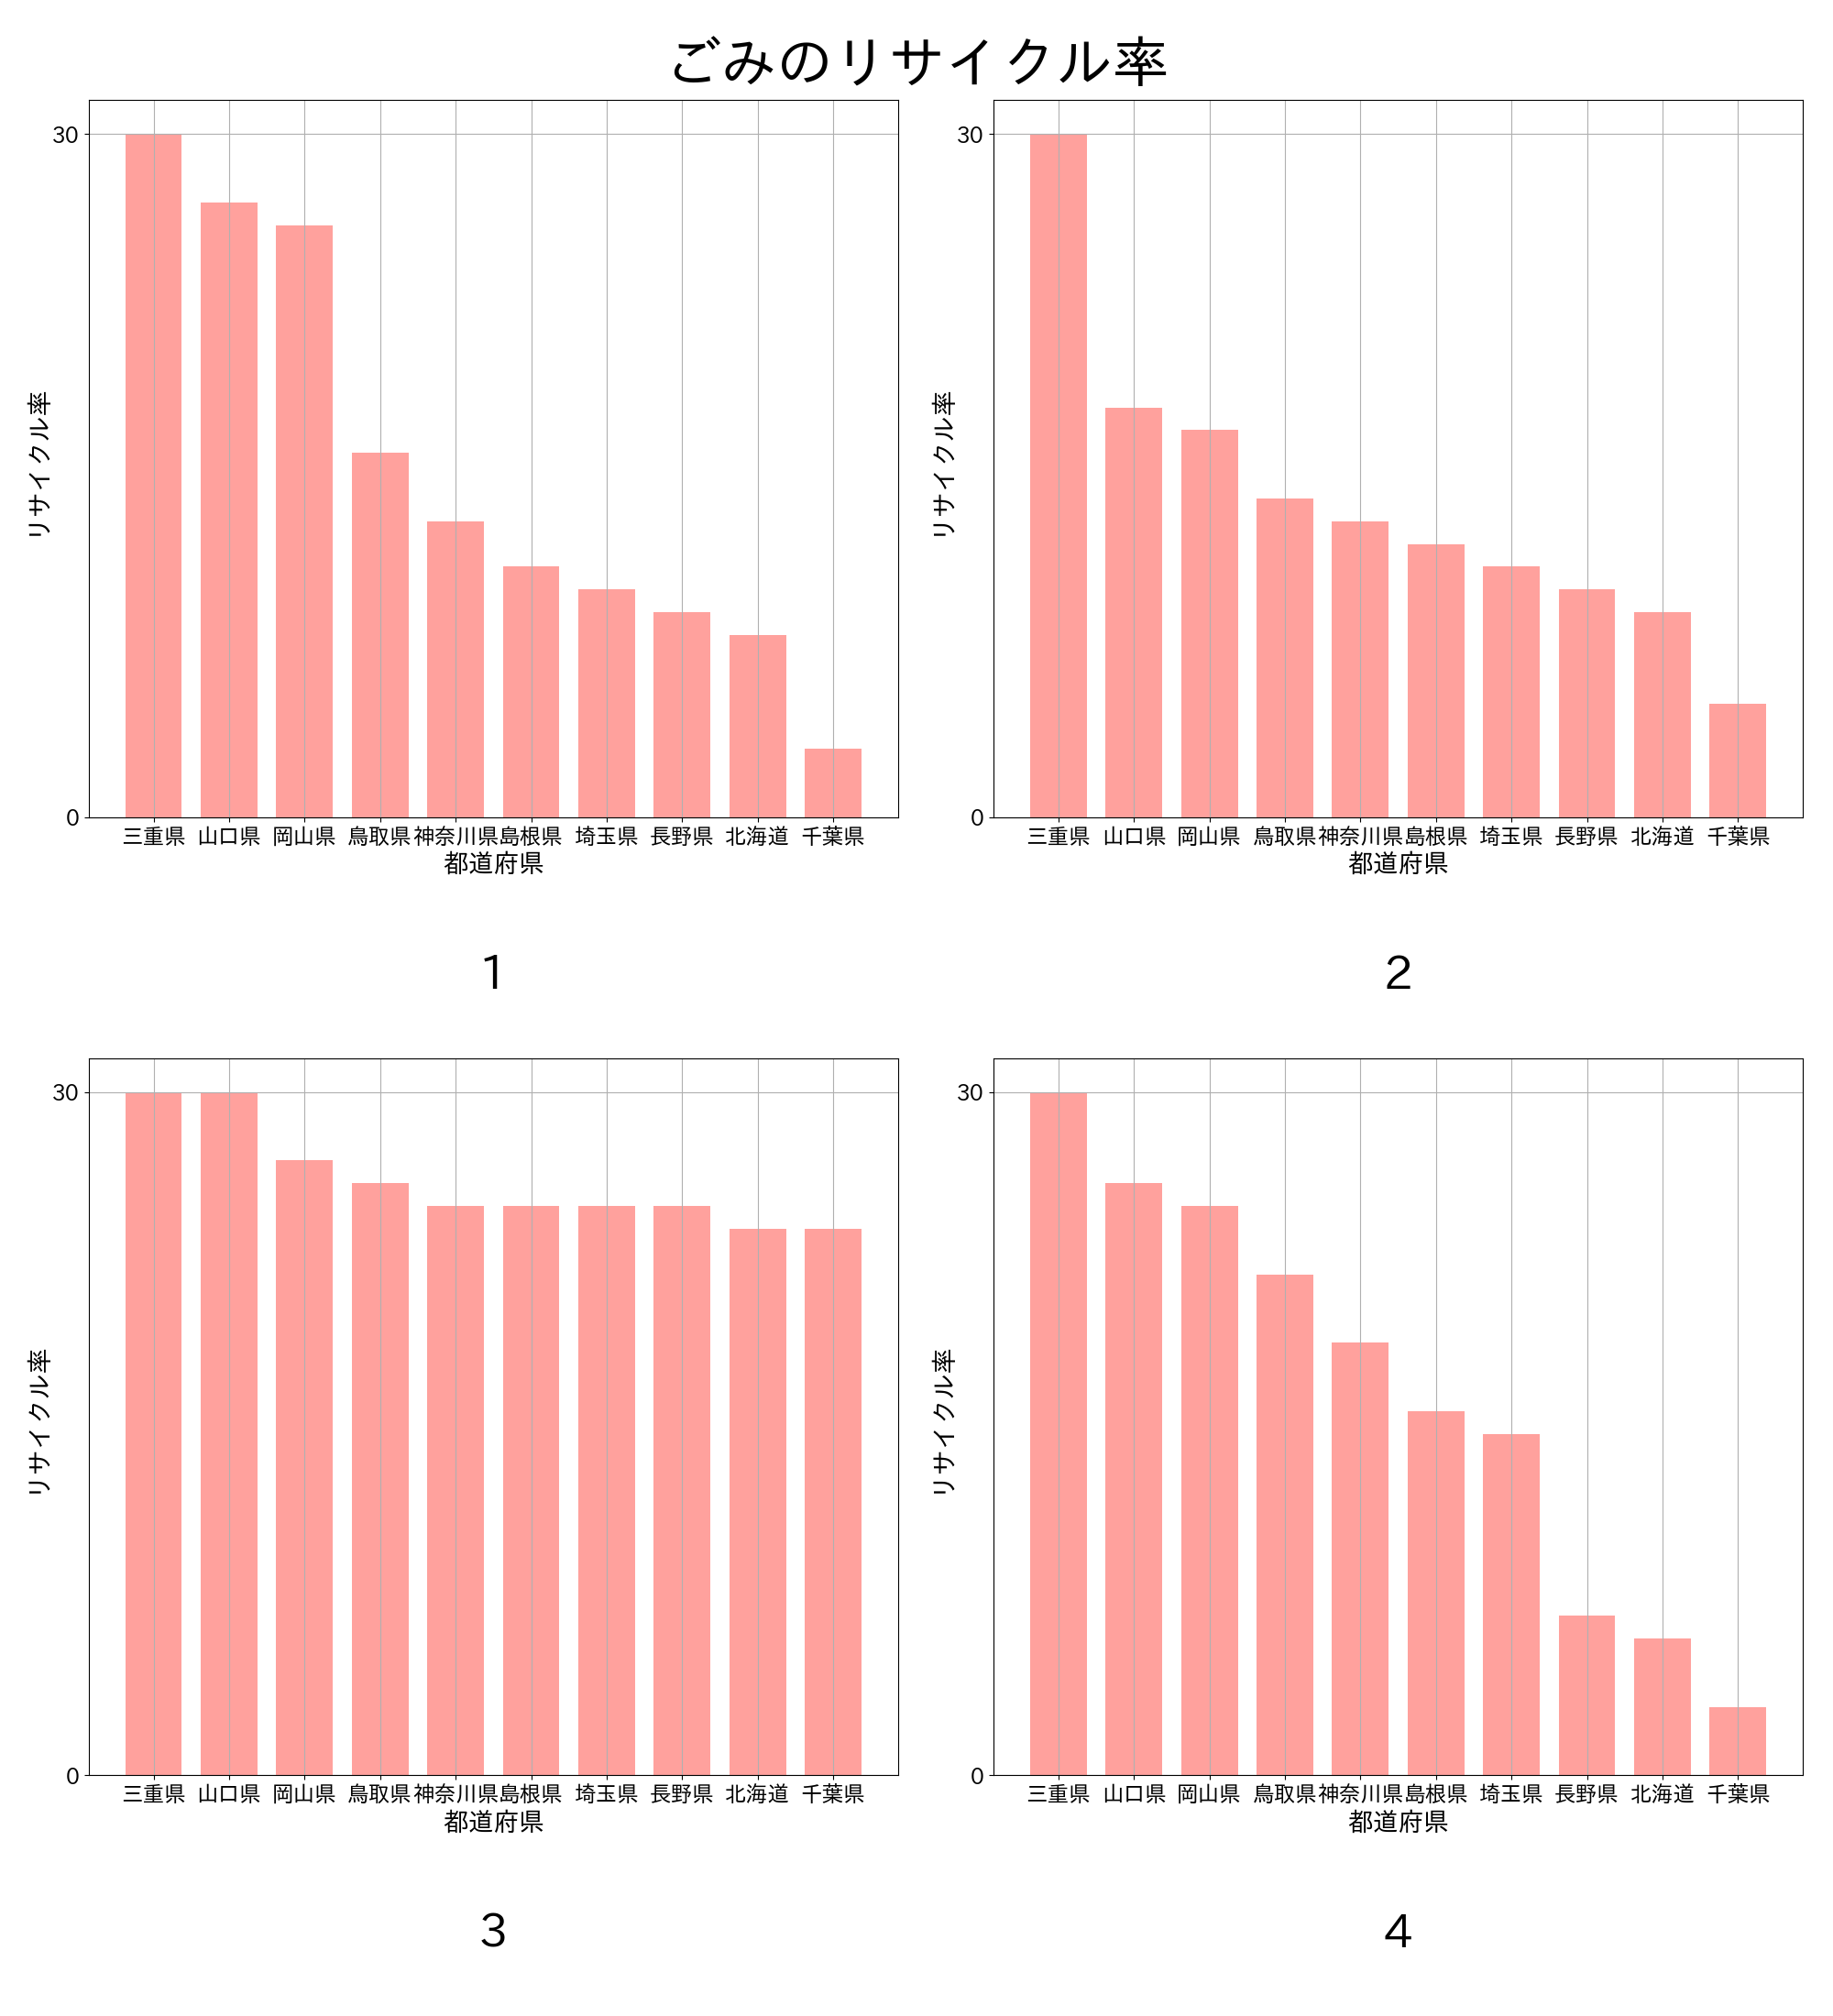 ごみのリサイクル率
30
0
リサイクル率
三重県 山口県 岡山県 鳥取県 神奈川県 島根県 埼玉県 長野県 北海道 千葉県
都道府県
1
30
0
リサイクル率
三重県 山口県 岡山県 鳥取県 神奈川県 島根県 埼玉県 長野県 北海道 千葉県
都道府県
2
30
0
リサイクル率
三重県 山口県 岡山県 鳥取県 神奈川県 島根県 埼玉県 長野県 北海道 千葉県
都道府県
3
30
0
リサイクル率
三重県 山口県 岡山県 鳥取県 神奈川県 島根県 埼玉県 長野県 北海道 千葉県
都道府県
4